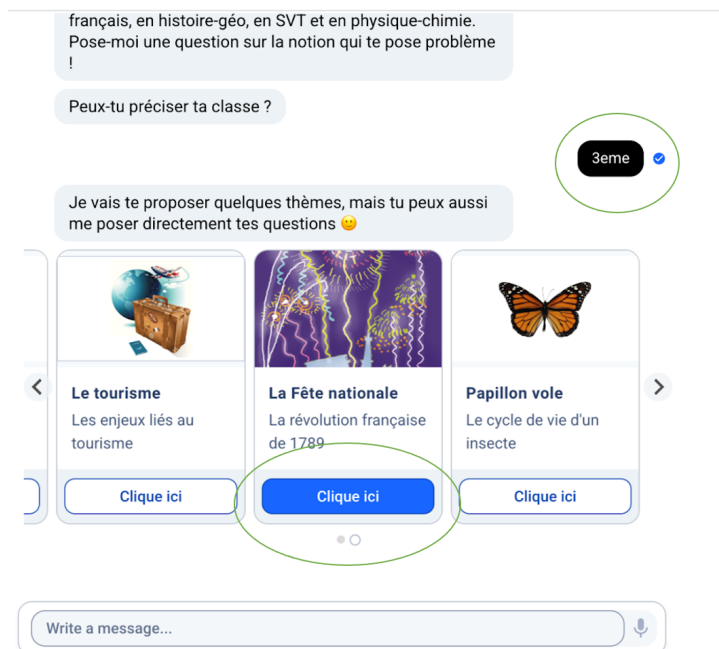 français, en histoire-géo, en SVT et en physique-chimie.
Pose-moi une question sur la notion qui te pose problème
!
Peux-tu préciser ta classe ?
3eme
Je vais te proposer quelques thèmes, mais tu peux aussi
me poser directement tes questions 🙂
Le tourisme
Les enjeux liés au
tourisme
Clique ici
La Fête nationale
La révolution française
de 1789
Clique ici
Papillon vole
Le cycle de vie d'un
insecte
Clique ici
Write a message...